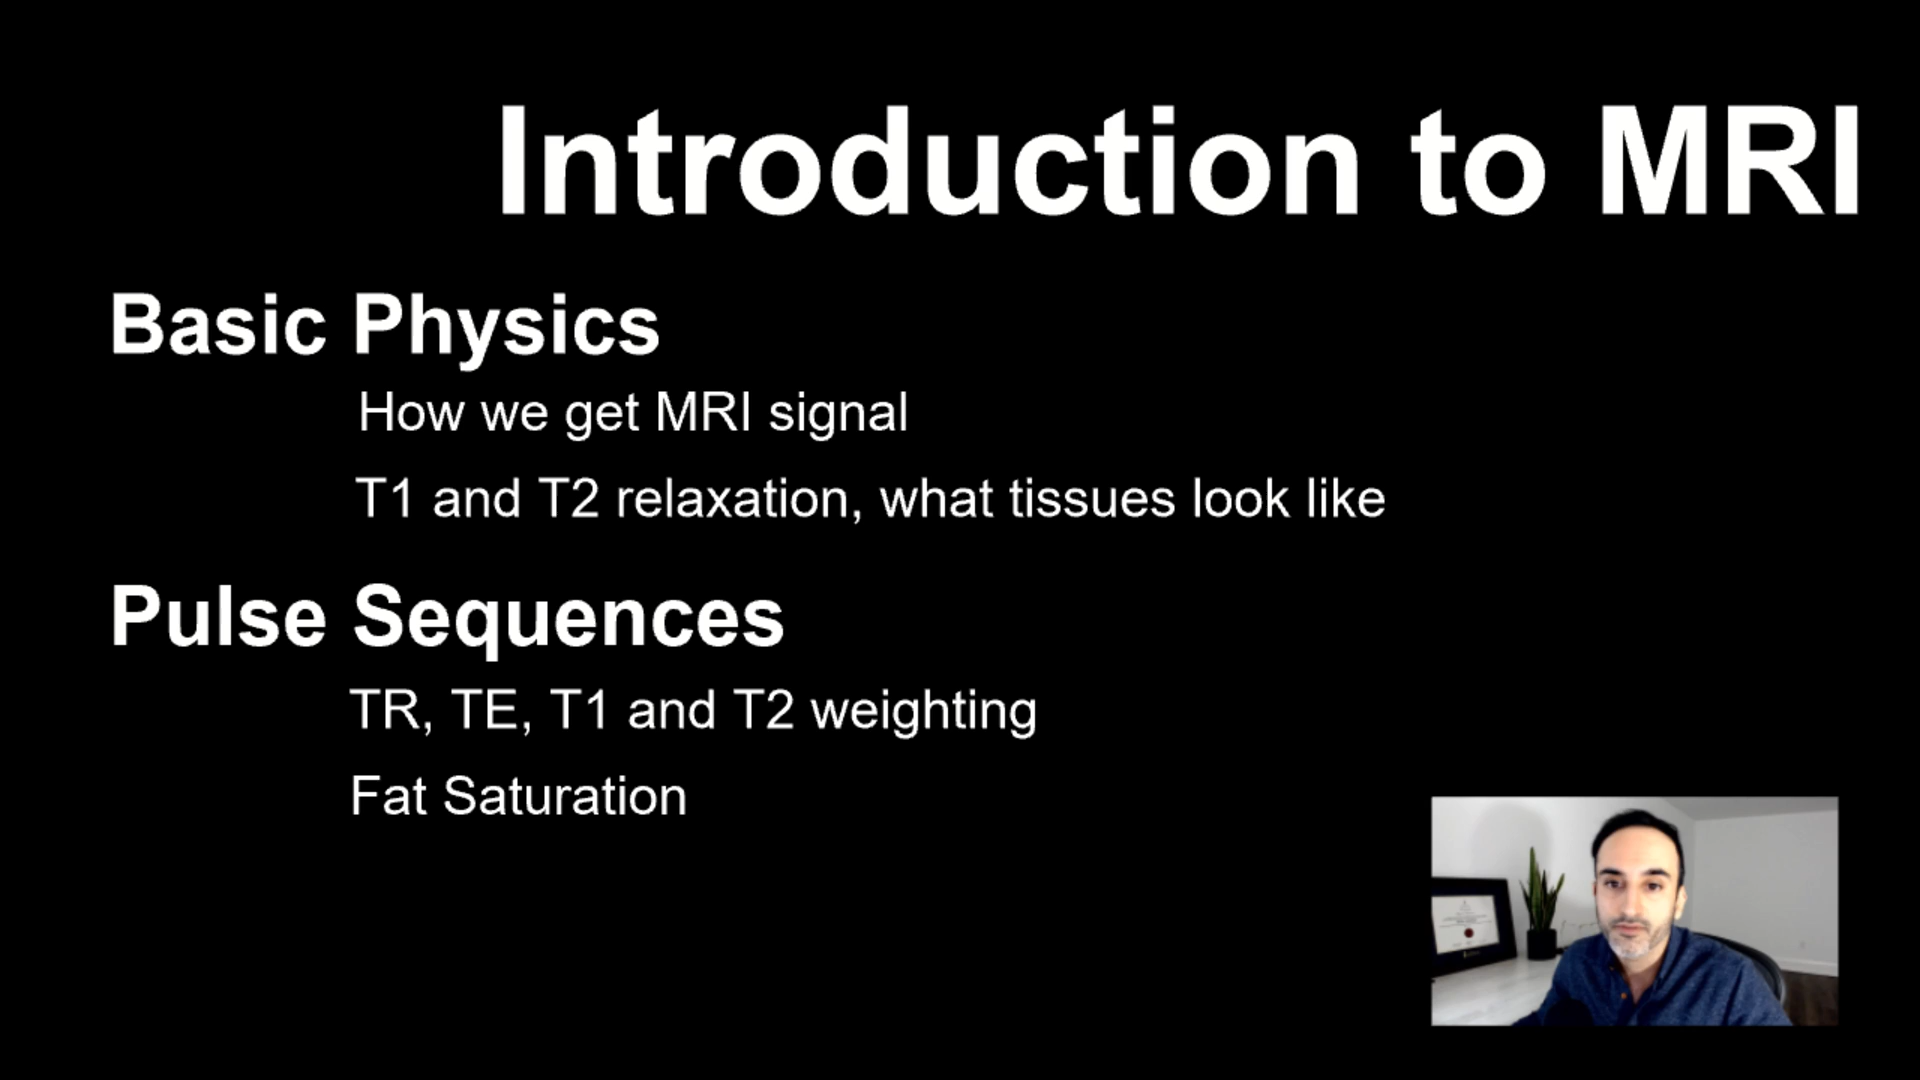 Introduction to MRI
Basic Physics
How we get MRI signal
T1 and T2 relaxation, what tissues look like
Pulse Sequences
TR, TE, T1 and T2 weighting
Fat Saturation